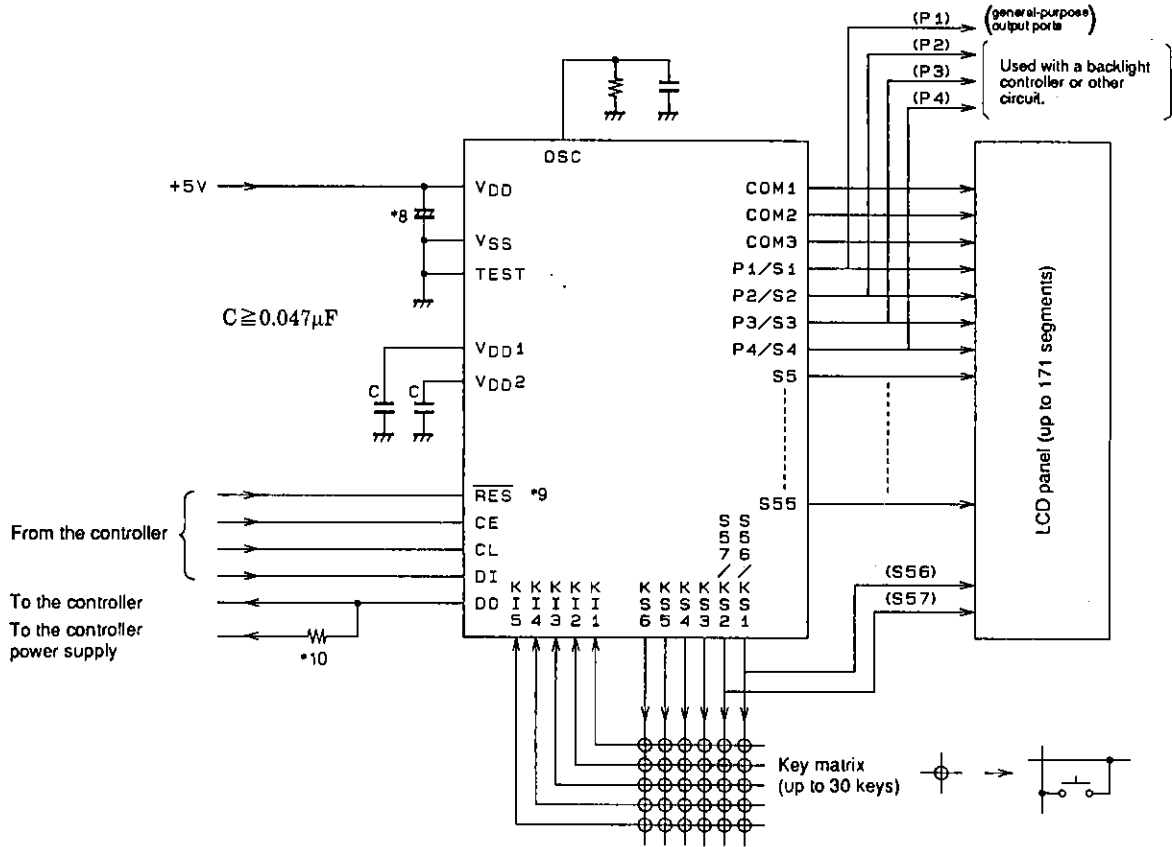 (P1)
(general-purpose
output ports)
(P2)
(P3)
(P4)
Used with a backlight
controller or other
circuit.
OSC
+5V
VDD
*8
VSS
TEST
C≧0.047μF
VDD1
VDD2
C
C
COM1
COM2
COM3
P1/S1
P2/S2
P3/S3
P4/S4
S5
S55
LCD panel (up to 171 segments)
From the controller
RES *9
CE
CL
DI
To the controller
DO
To the controller
power supply
*10
KI5
KI4
KI3
KI2
KI1
KS6
KS5
KS4
KS3
S57/KS2
S56/KS1
(S56)
(S57)
Key matrix
(up to 30 keys)